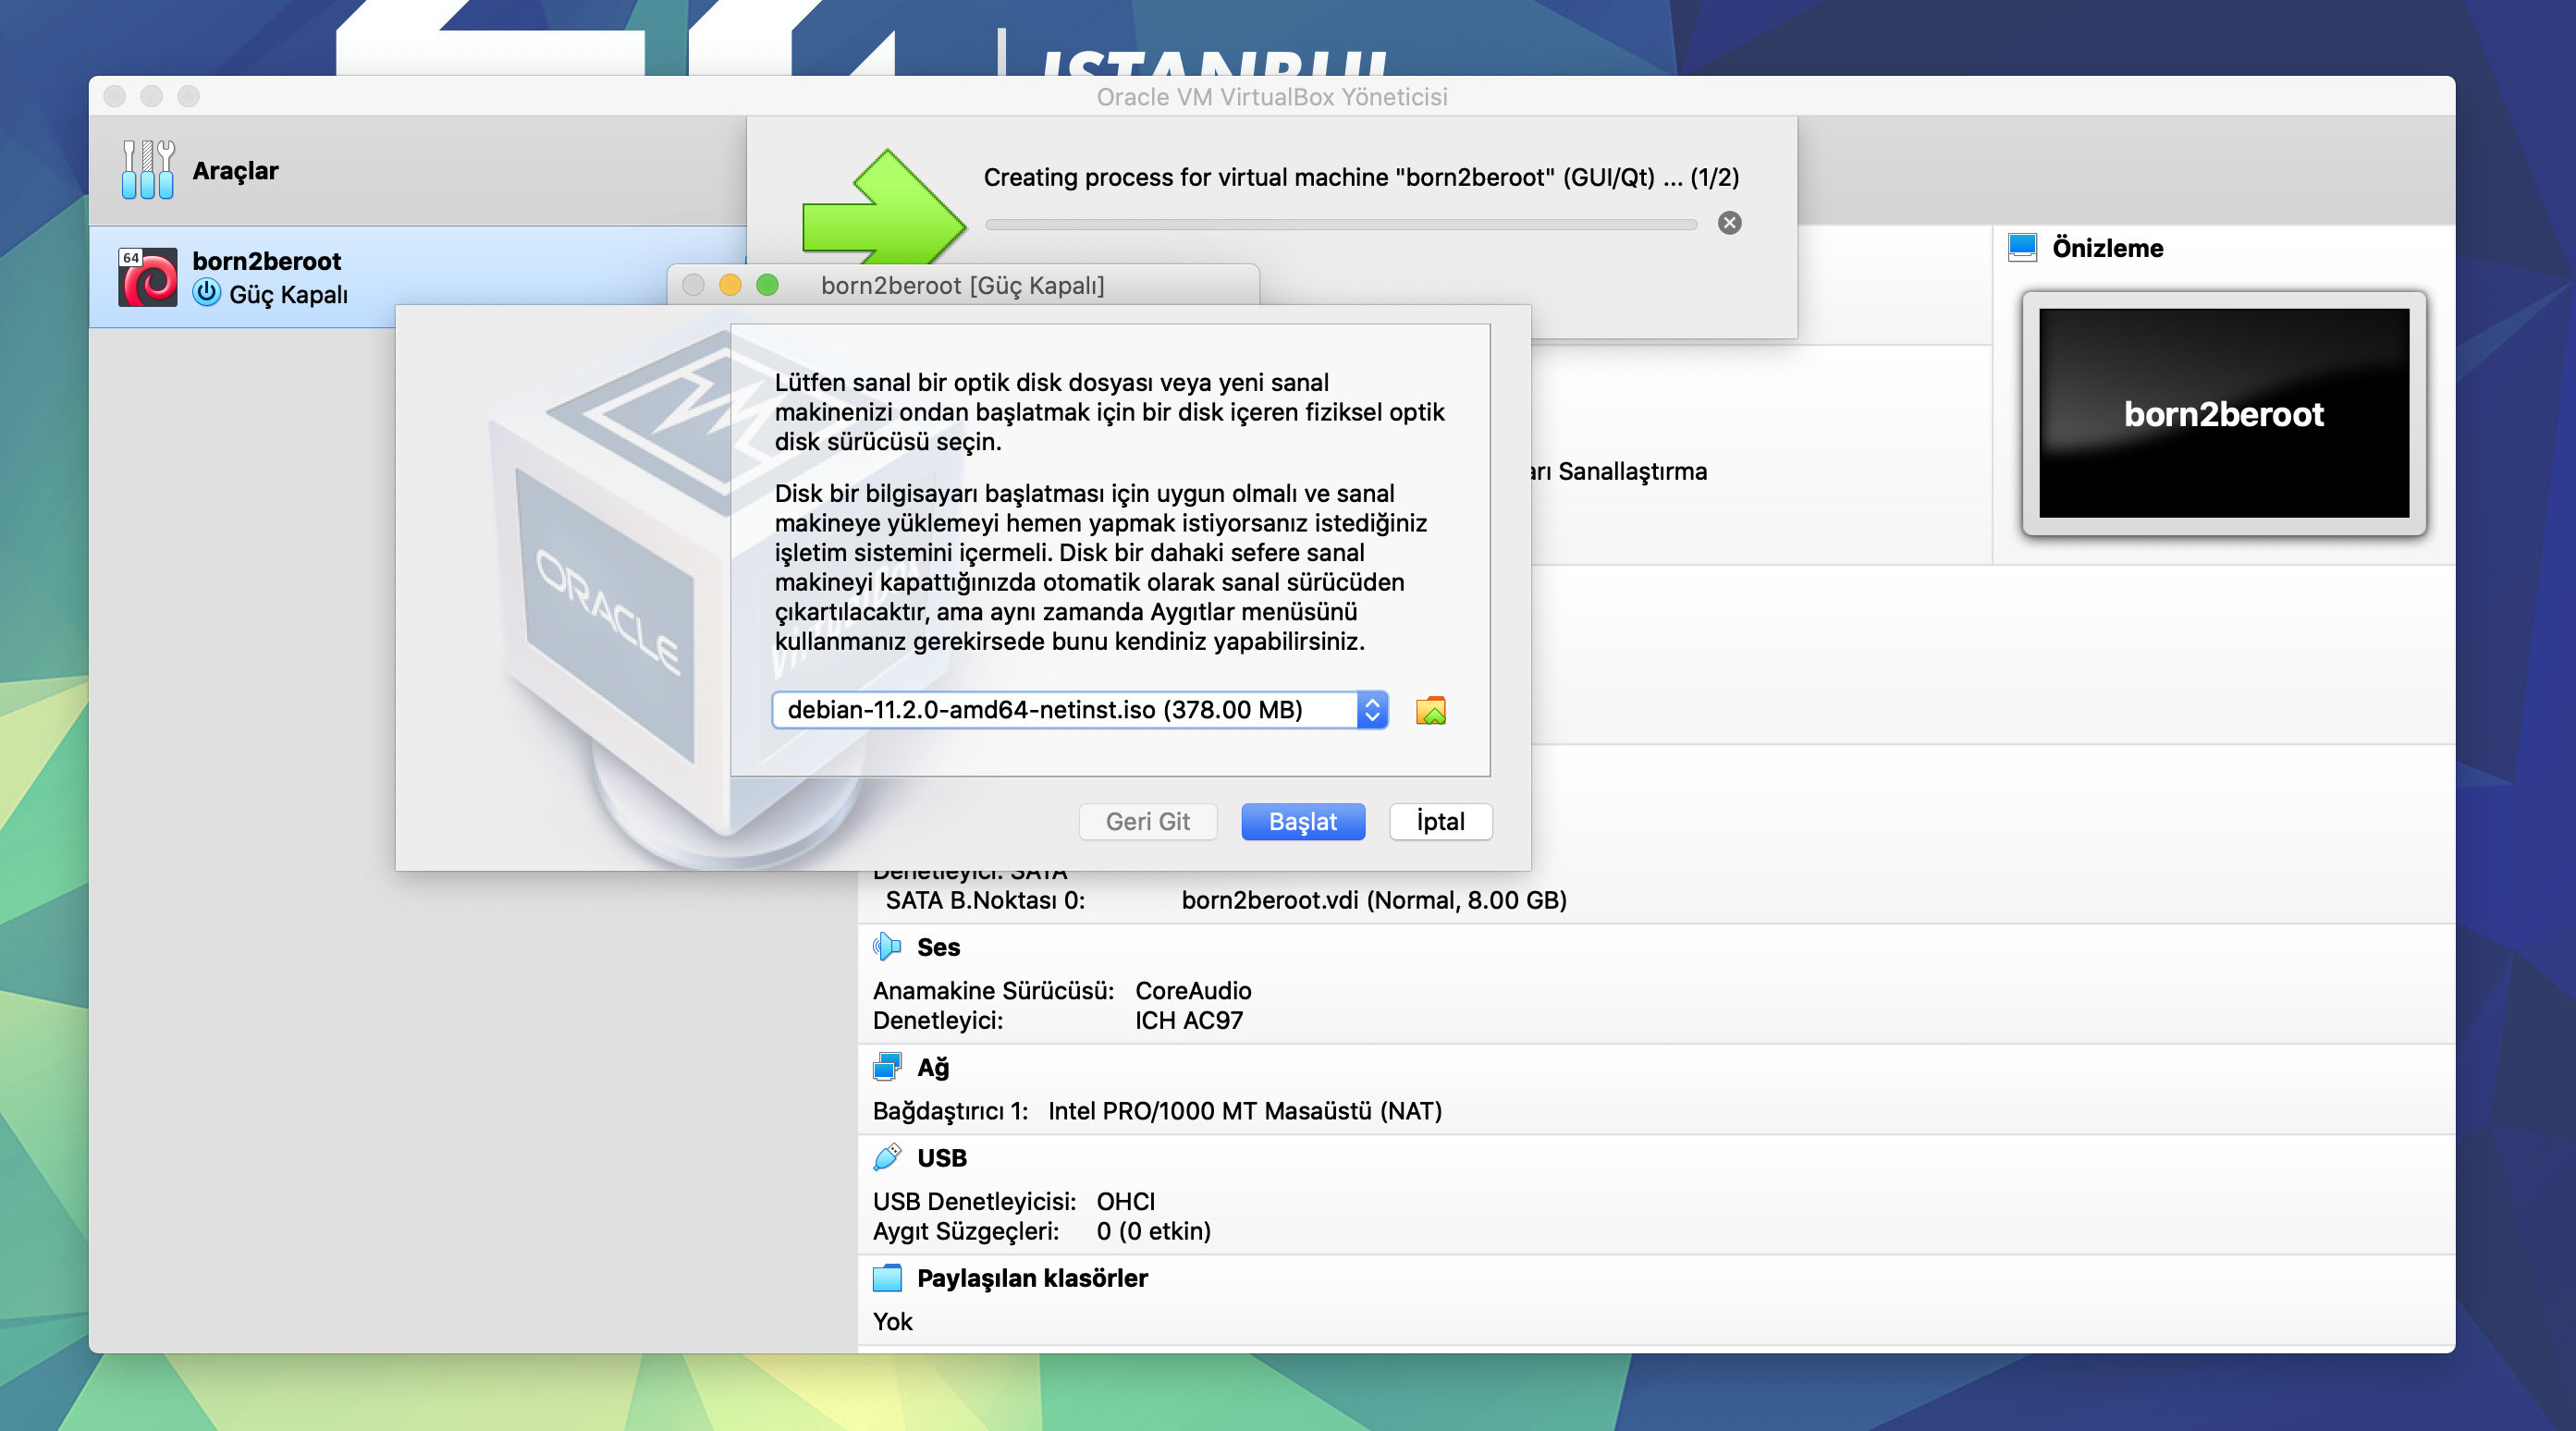 ISTANBUL
Oracle VM VirtualBox Yöneticisi
Araçlar
Creating process for virtual machine "born2beroot" (GUI/Qt) ... (1/2)
64
born2beroot
Güç Kapalı
Önizleme
born2beroot
born2beroot [Güç Kapalı]
Lütfen sanal bir optik disk dosyası veya yeni sanal
makinenizi ondan başlatmak için bir disk içeren fiziksel optik
disk sürücüsü seçin.
Disk bir bilgisayarı başlatması için uygun olmalı ve sanal
makineye yüklemeyi hemen yapmak istiyorsanız istediğiniz
işletim sistemini içermeli. Disk bir dahaki sefere sanal
makineyi kapattığınızda otomatik olarak sanal sürücüden
çıkartılacaktır, ama aynı zamanda Aygıtlar menüsünü
kullanmanız gerekirsede bunu kendiniz yapabilirsiniz.
ORACLE
VirtualBox
debian-11.2.0-amd64-netinst.iso (378.00 MB)
Geri Git
Başlat
İptal
arı Sanallaştırma
Denetleyici: SATA
SATA B.Noktası 0: born2beroot.vdi (Normal, 8.00 GB)
Ses
Anamakine Sürücüsü: CoreAudio
Denetleyici: ICH AC97
Ağ
Bağdaştırıcı 1: Intel PRO/1000 MT Masaüstü (NAT)
USB
USB Denetleyicisi: OHCI
Aygıt Süzgeçleri: 0 (0 etkin)
Paylaşılan klasörler
Yok